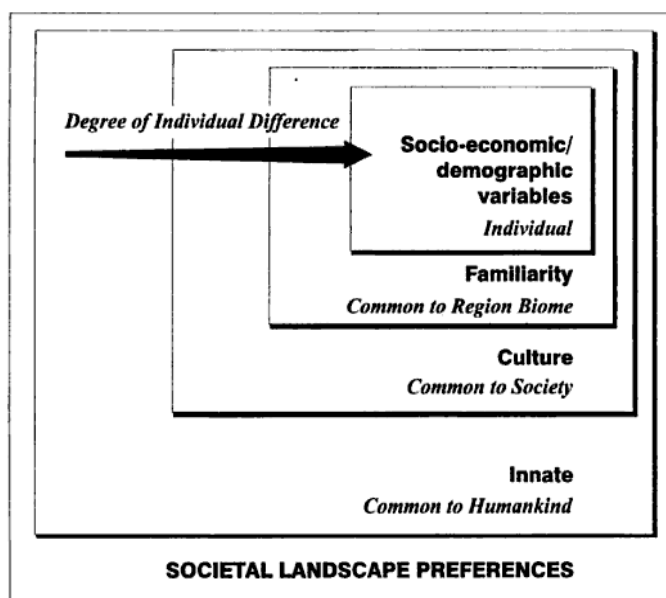 Degree of Individual Difference
Socio-economic/
demographic
variables
Individual
Familiarity
Common to Region Biome
Culture
Common to Society
Innate
Common to Humankind
SOCIETAL LANDSCAPE PREFERENCES